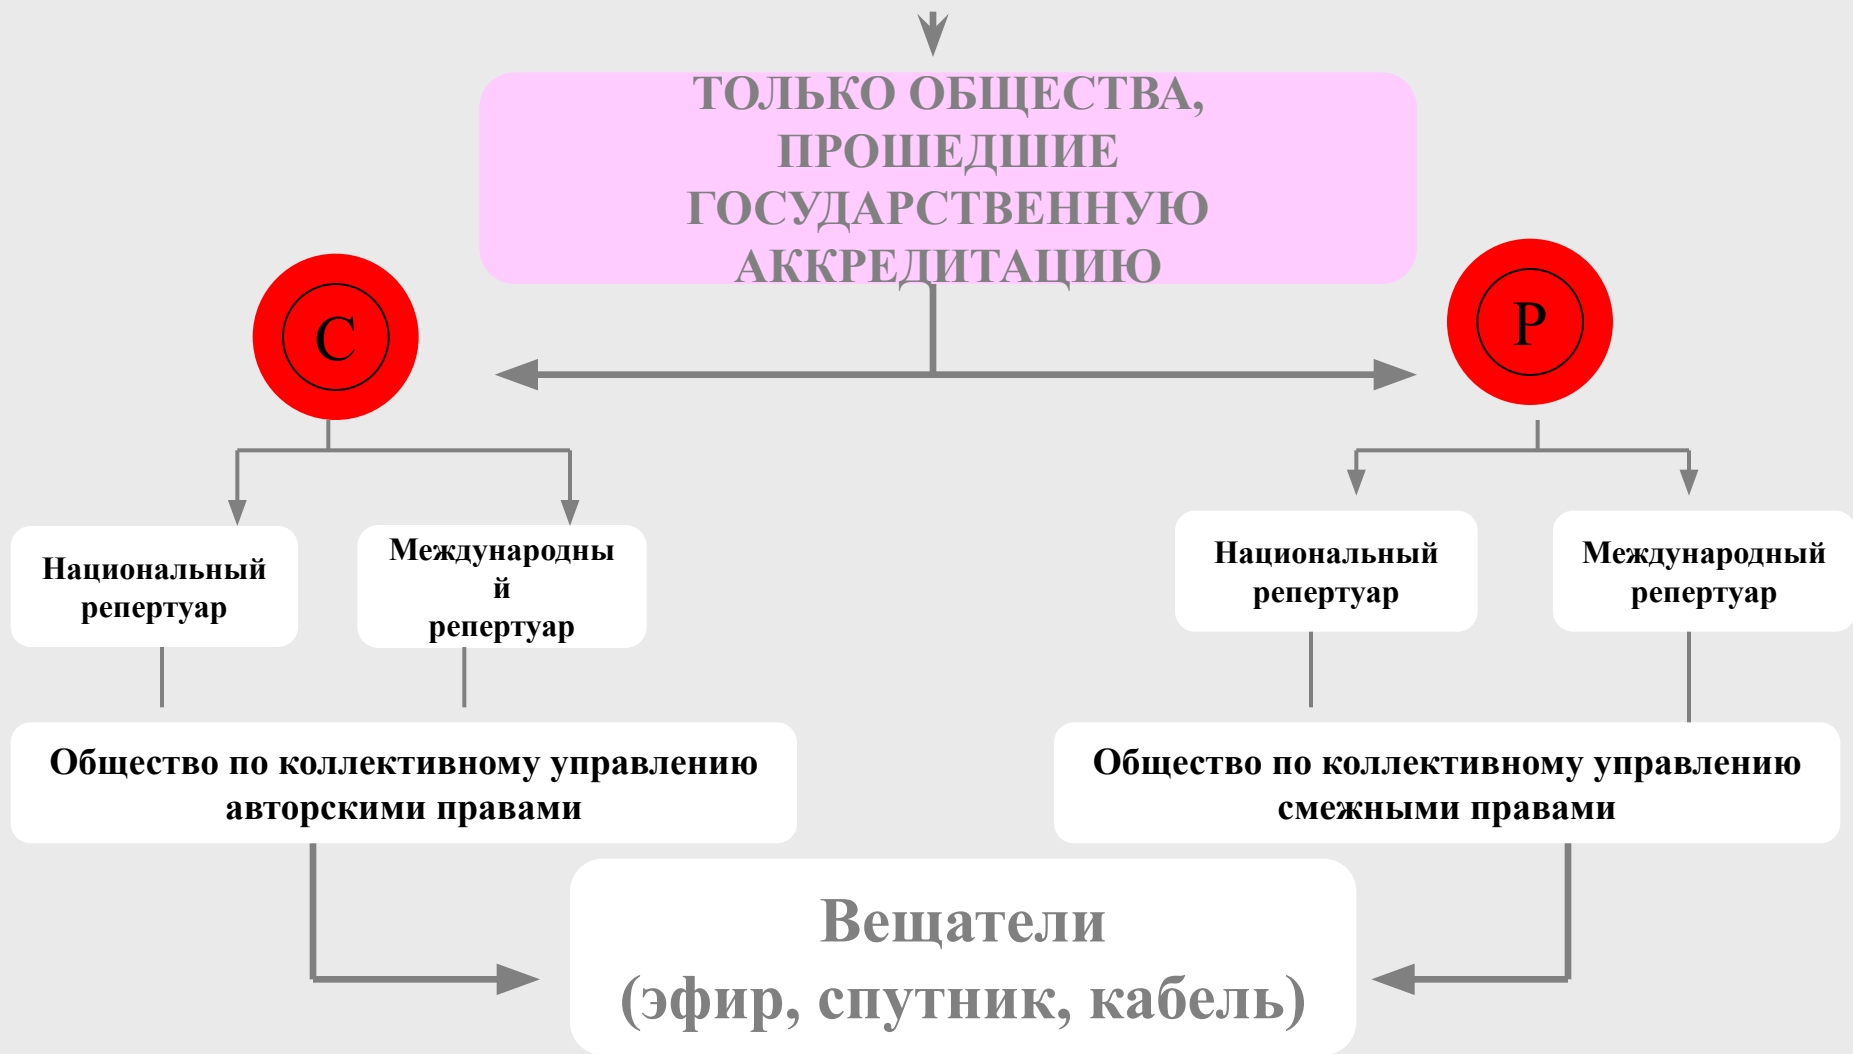 ТОЛЬКО ОБЩЕСТВА,
ПРОШЕДШИЕ
ГОСУДАРСТВЕННУЮ
АККРЕДИТАЦИЮ
C
P
Национальный
репертуар
Международны
й
репертуар
Национальный
репертуар
Международный
репертуар
Общество по коллективному управлению
авторскими правами
Общество по коллективному управлению
смежными правами
Вещатели
(эфир, спутник, кабель)